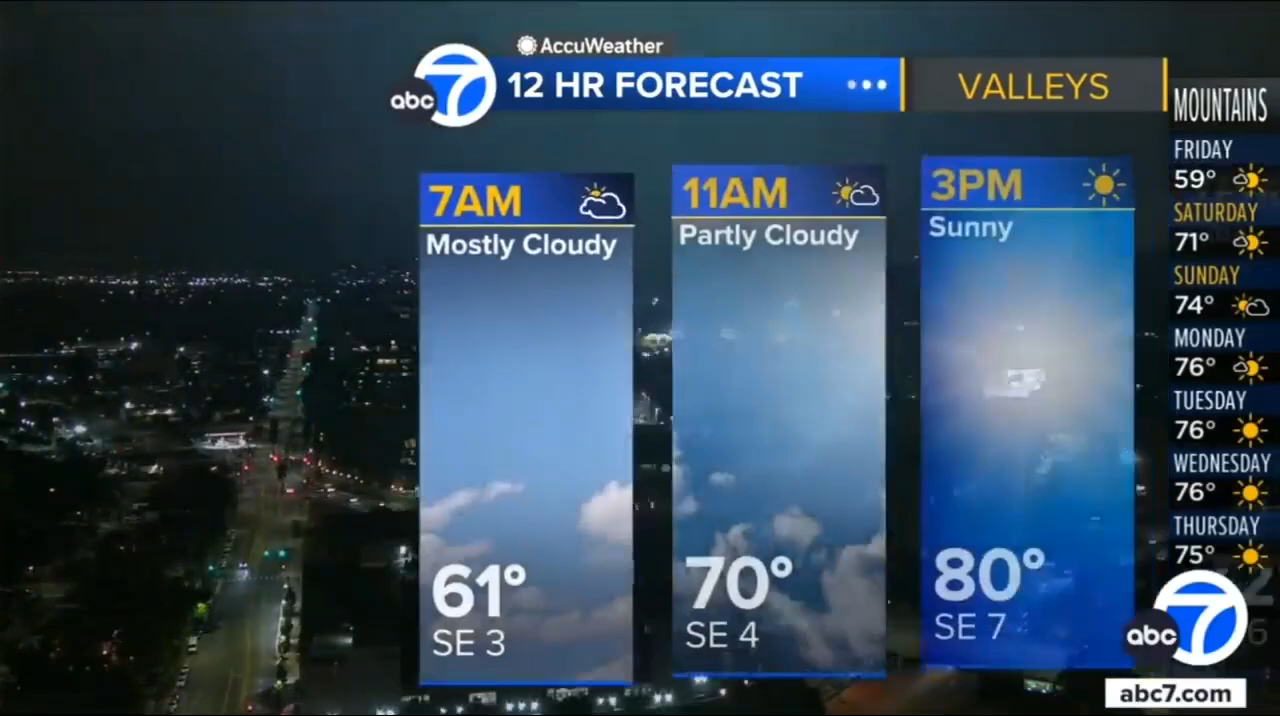 AccuWeather
abc 7
12 HR FORECAST
VALLEYS
7AM
Mostly Cloudy
61°
SE 3
11AM
Partly Cloudy
70°
SE 4
3PM
Sunny
80°
SE 7
MOUNTAINS
FRIDAY
59°
SATURDAY
71°
SUNDAY
74°
MONDAY
76°
TUESDAY
76°
WEDNESDAY
76°
THURSDAY
75°
abc 7
abc7.com